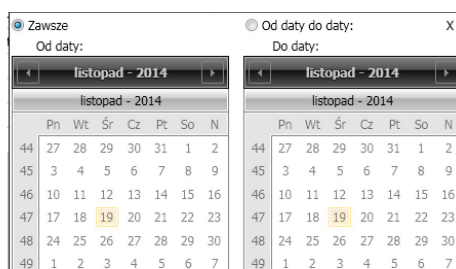 Zawsze Od daty do daty: X
Od daty: Do daty:
listopad - 2014 listopad - 2014
listopad - 2014 listopad - 2014
Pn Wt Śr Cz Pt So N Pn Wt Śr Cz Pt So N
44 27 28 29 30 31 1 2 44 27 28 29 30 31 1 2
45 3 4 5 6 7 8 9 45 3 4 5 6 7 8 9
46 10 11 12 13 14 15 16 46 10 11 12 13 14 15 16
47 17 18 19 20 21 22 23 47 17 18 19 20 21 22 23
48 24 25 26 27 28 29 30 48 24 25 26 27 28 29 30
49 1 2 3 4 5 6 7 49 1 2 3 4 5 6 7